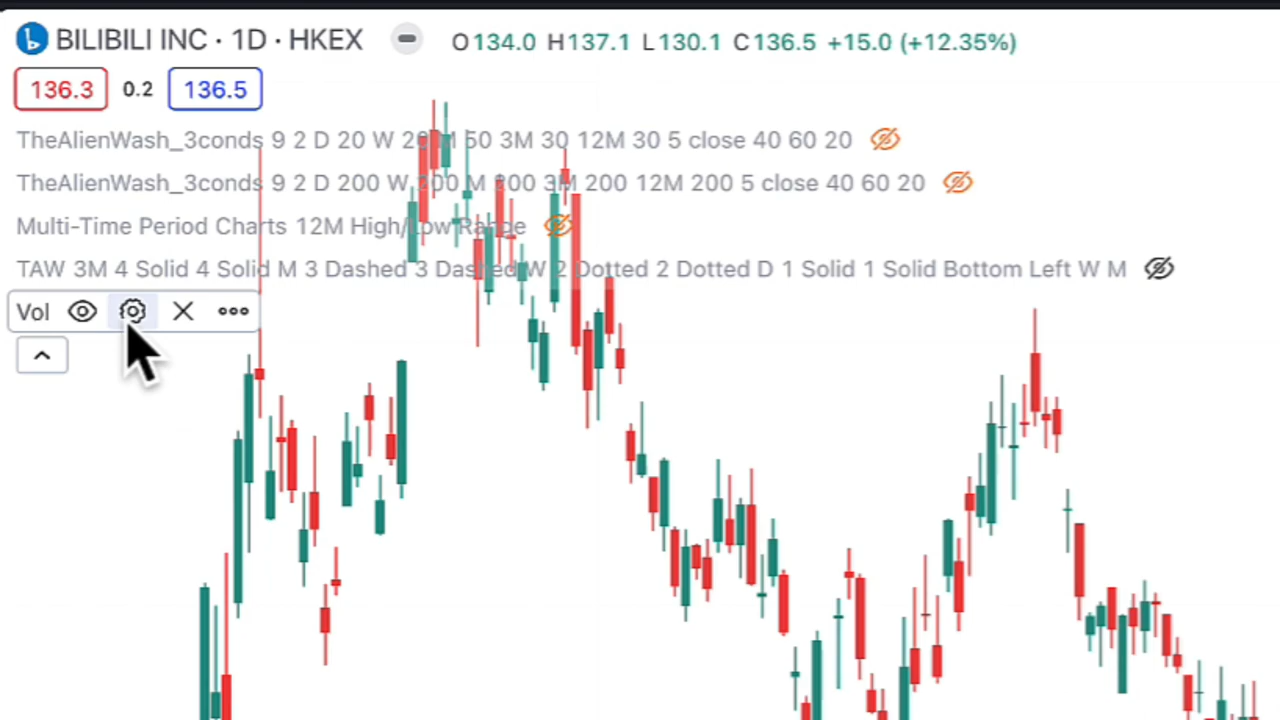 BILIBILI INC · 1D · HKEX O134.0 H137.1 L130.1 C136.5 +15.0 (+12.35%)
136.3 0.2 136.5
TheAlienWash_3conds 9 2 D 20 W 20 M 50 3M 30 12M 30 5 close 40 60 20
TheAlienWash_3conds 9 2 D 200 W 200 M 200 3M 200 12M 200 5 close 40 60 20
Multi-Time Period Charts 12M High/Low Range
TAW 3M 4 Solid 4 Solid M 3 Dashed 3 Dashed W 2 Dotted 2 Dotted D 1 Solid 1 Solid Bottom Left W M
Vol